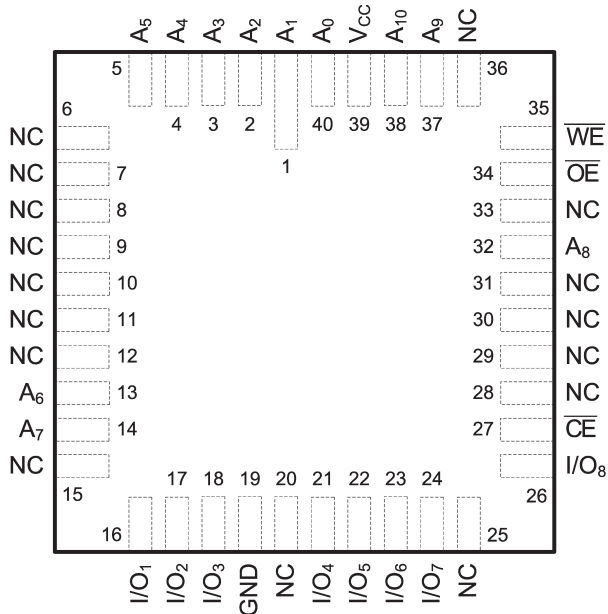 A₅ A₄ A₃ A₂ A₁ A₀ V_CC A₁₀ A₉ NC
5 36
6 35
4 3 2 40 39 38 37
1
NC W̅E̅
NC 7 34 O̅E̅
NC 8 33 NC
NC 9 32 A₈
NC 10 31 NC
NC 11 30 NC
NC 12 29 NC
A₆ 13 28 NC
A₇ 14 27 C̅E̅
NC I/O₈
17 18 19 20 21 22 23 24
15 26
16 25
I/O₁ I/O₂ I/O₃ GND NC I/O₄ I/O₅ I/O₆ I/O₇ NC